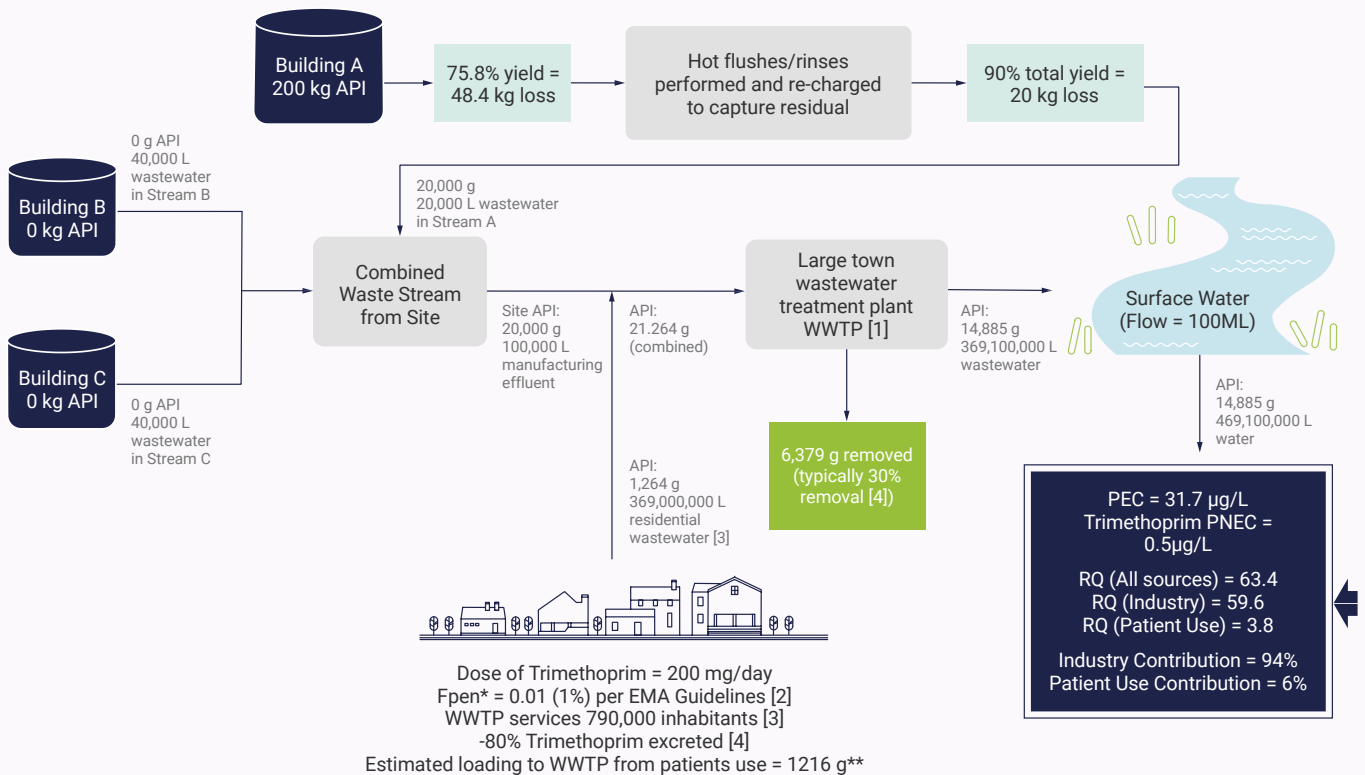 Building A
200 kg API
75.8% yield =
48.4 kg loss
Hot flushes/rinses
performed and re-charged
to capture residual
90% total yield =
20 kg loss
0 g API
40,000 L
wastewater
in Stream B
Building B
0 kg API
20,000 g
20,000 L wastewater
in Stream A
Combined
Waste Stream
from Site
Large town
wastewater
treatment plant
WWTP [1]
Surface Water
(Flow = 100ML)
Site API:
20,000 g
100,000 L
manufacturing
effluent
API:
21.264 g
(combined)
API:
14,885 g
369,100,000 L
wastewater
Building C
0 kg API
0 g API
40,000 L
wastewater
in Stream C
API:
14,885 g
469,100,000 L
water
6,379 g removed
(typically 30%
removal [4])
API:
1,264 g
369,000,000 L
residential
wastewater [3]
PEC = 31.7 µg/L
Trimethoprim PNEC =
0.5µg/L
RQ (All sources) = 63.4
RQ (Industry) = 59.6
RQ (Patient Use) = 3.8
Industry Contribution = 94%
Patient Use Contribution = 6%
Dose of Trimethoprim = 200 mg/day
Fpen* = 0.01 (1%) per EMA Guidelines [2]
WWTP services 790,000 inhabitants [3]
-80% Trimethoprim excreted [4]
Estimated loading to WWTP from patients use = 1216 g**